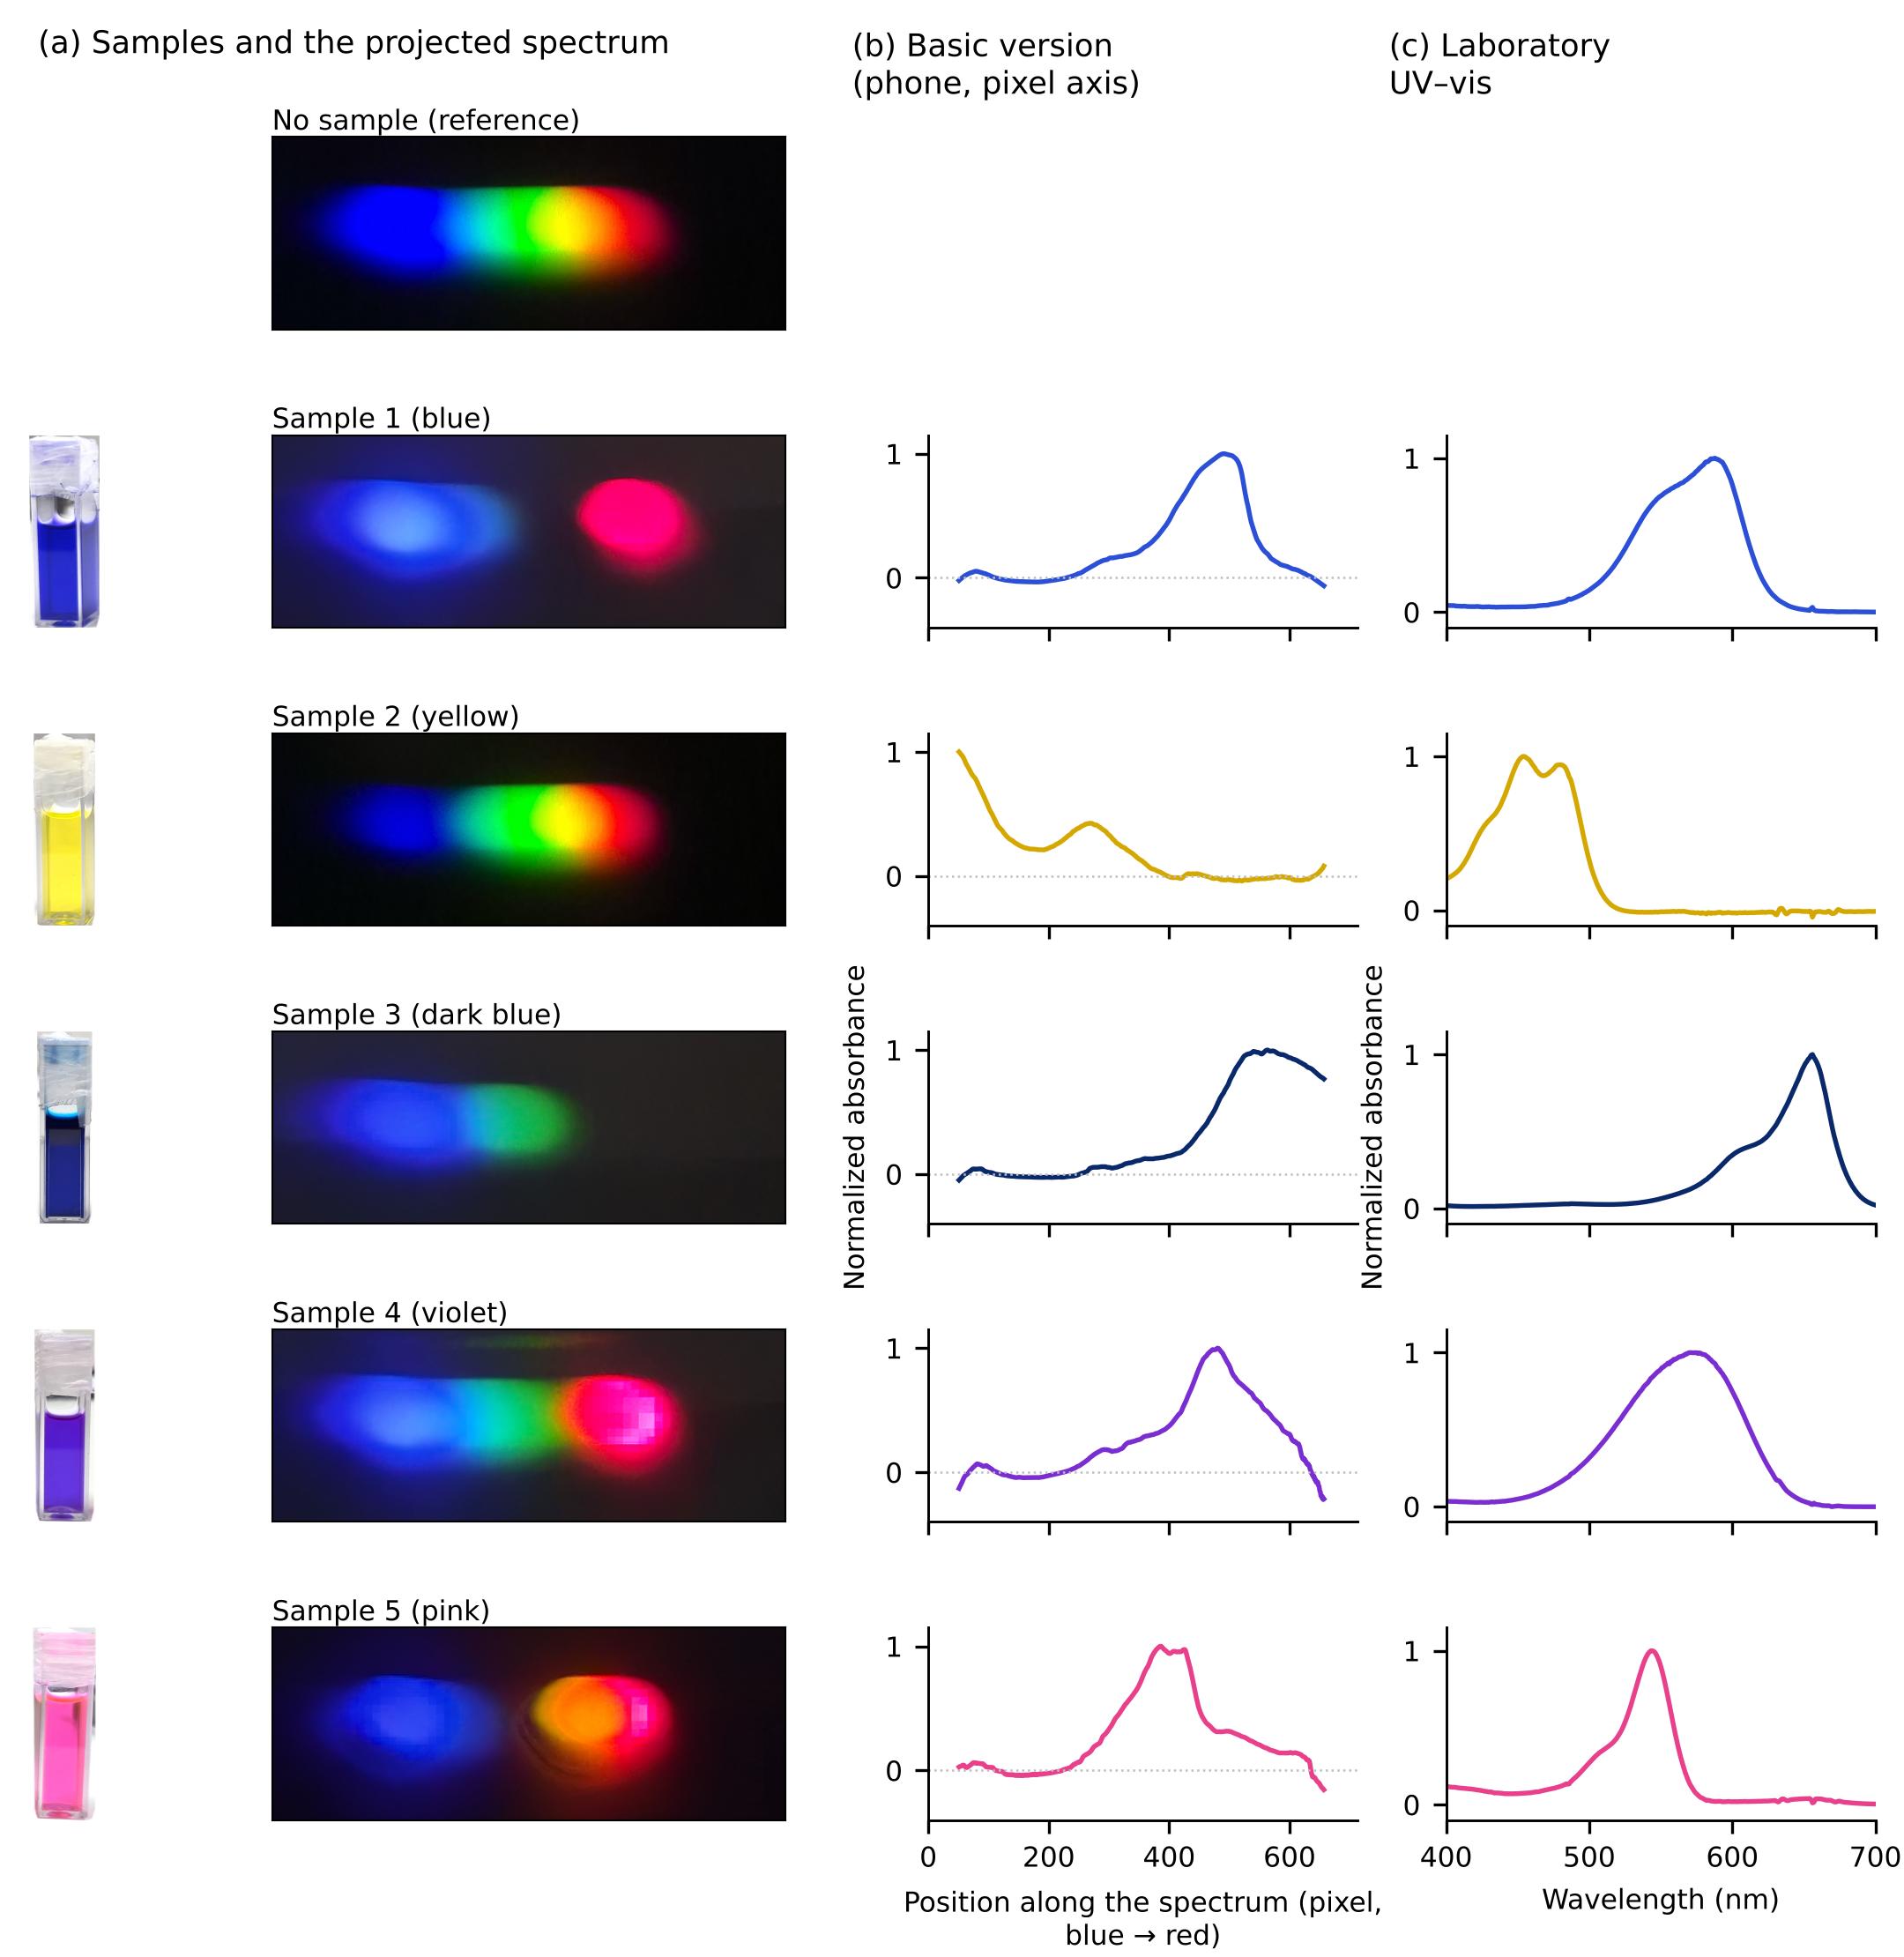 (a) Samples and the projected spectrum
(b) Basic version
(phone, pixel axis)
(c) Laboratory
UV–vis
No sample (reference)
Sample 1 (blue)
1
0
1
0
Sample 2 (yellow)
1
0
1
0
Sample 3 (dark blue)
Normalized absorbance
1
0
Normalized absorbance
1
0
Sample 4 (violet)
1
0
1
0
Sample 5 (pink)
1
0
1
0
0 200 400 600
400 500 600 700
Position along the spectrum (pixel,
blue → red)
Wavelength (nm)